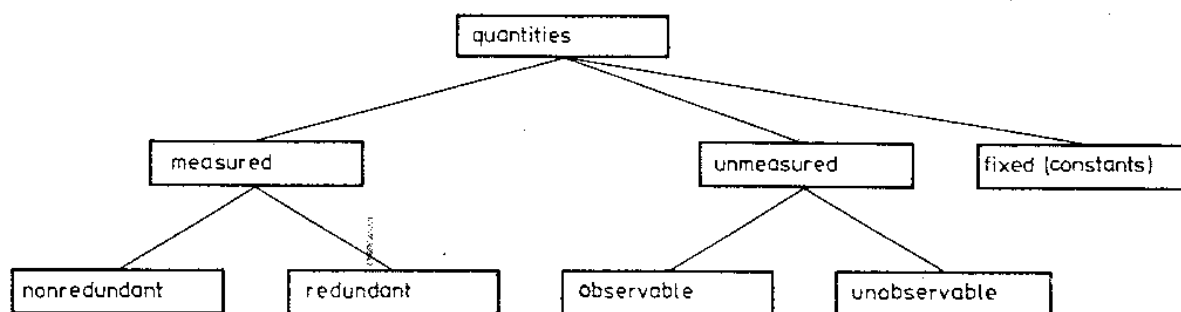 quantities
measured
unmeasured
fixed (constants)
nonredundant
redundant
observable
unobservable